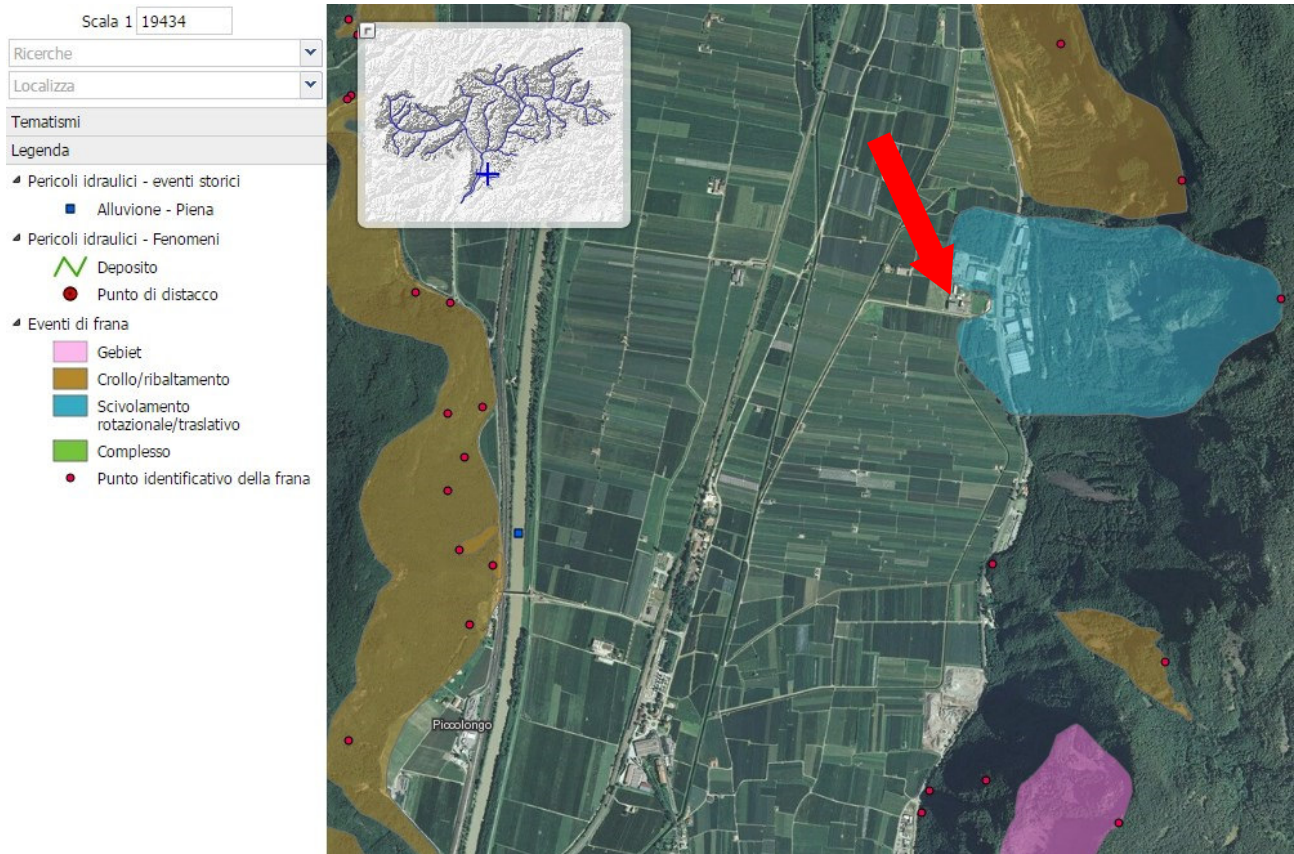 Scala 1 19434
Ricerche
Localizza
Tematismi
Legenda
Pericoli idraulici - eventi storici
Alluvione - Piena
Pericoli idraulici - Fenomeni
Deposito
Punto di distacco
Eventi di frana
Gebiet
Crollo/ribaltamento
Scivolamento
rotazionale/traslativo
Complesso
Punto identificativo della frana
Piccolongo